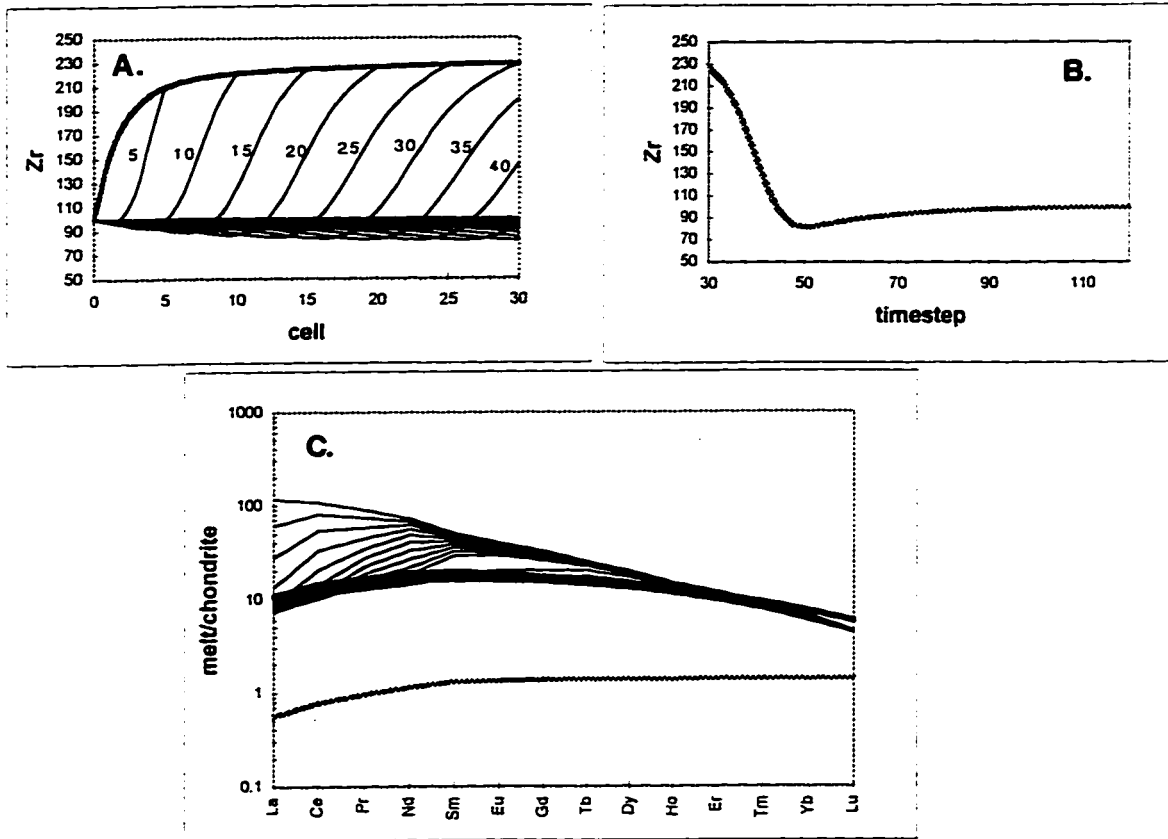 A.
250
230
210
190
170
150
130
110
90
70
50
Zr
5
10
15
20
25
30
35
40
0
5
10
15
20
25
30
cell
B.
250
230
210
190
170
150
130
110
90
70
50
Zr
30
50
70
90
110
timestep
C.
1000
100
10
1
0.1
melt/chondrite
La
Ce
Pr
Nd
Sm
Eu
Gd
Tb
Dy
Ho
Er
Tm
Yb
Lu